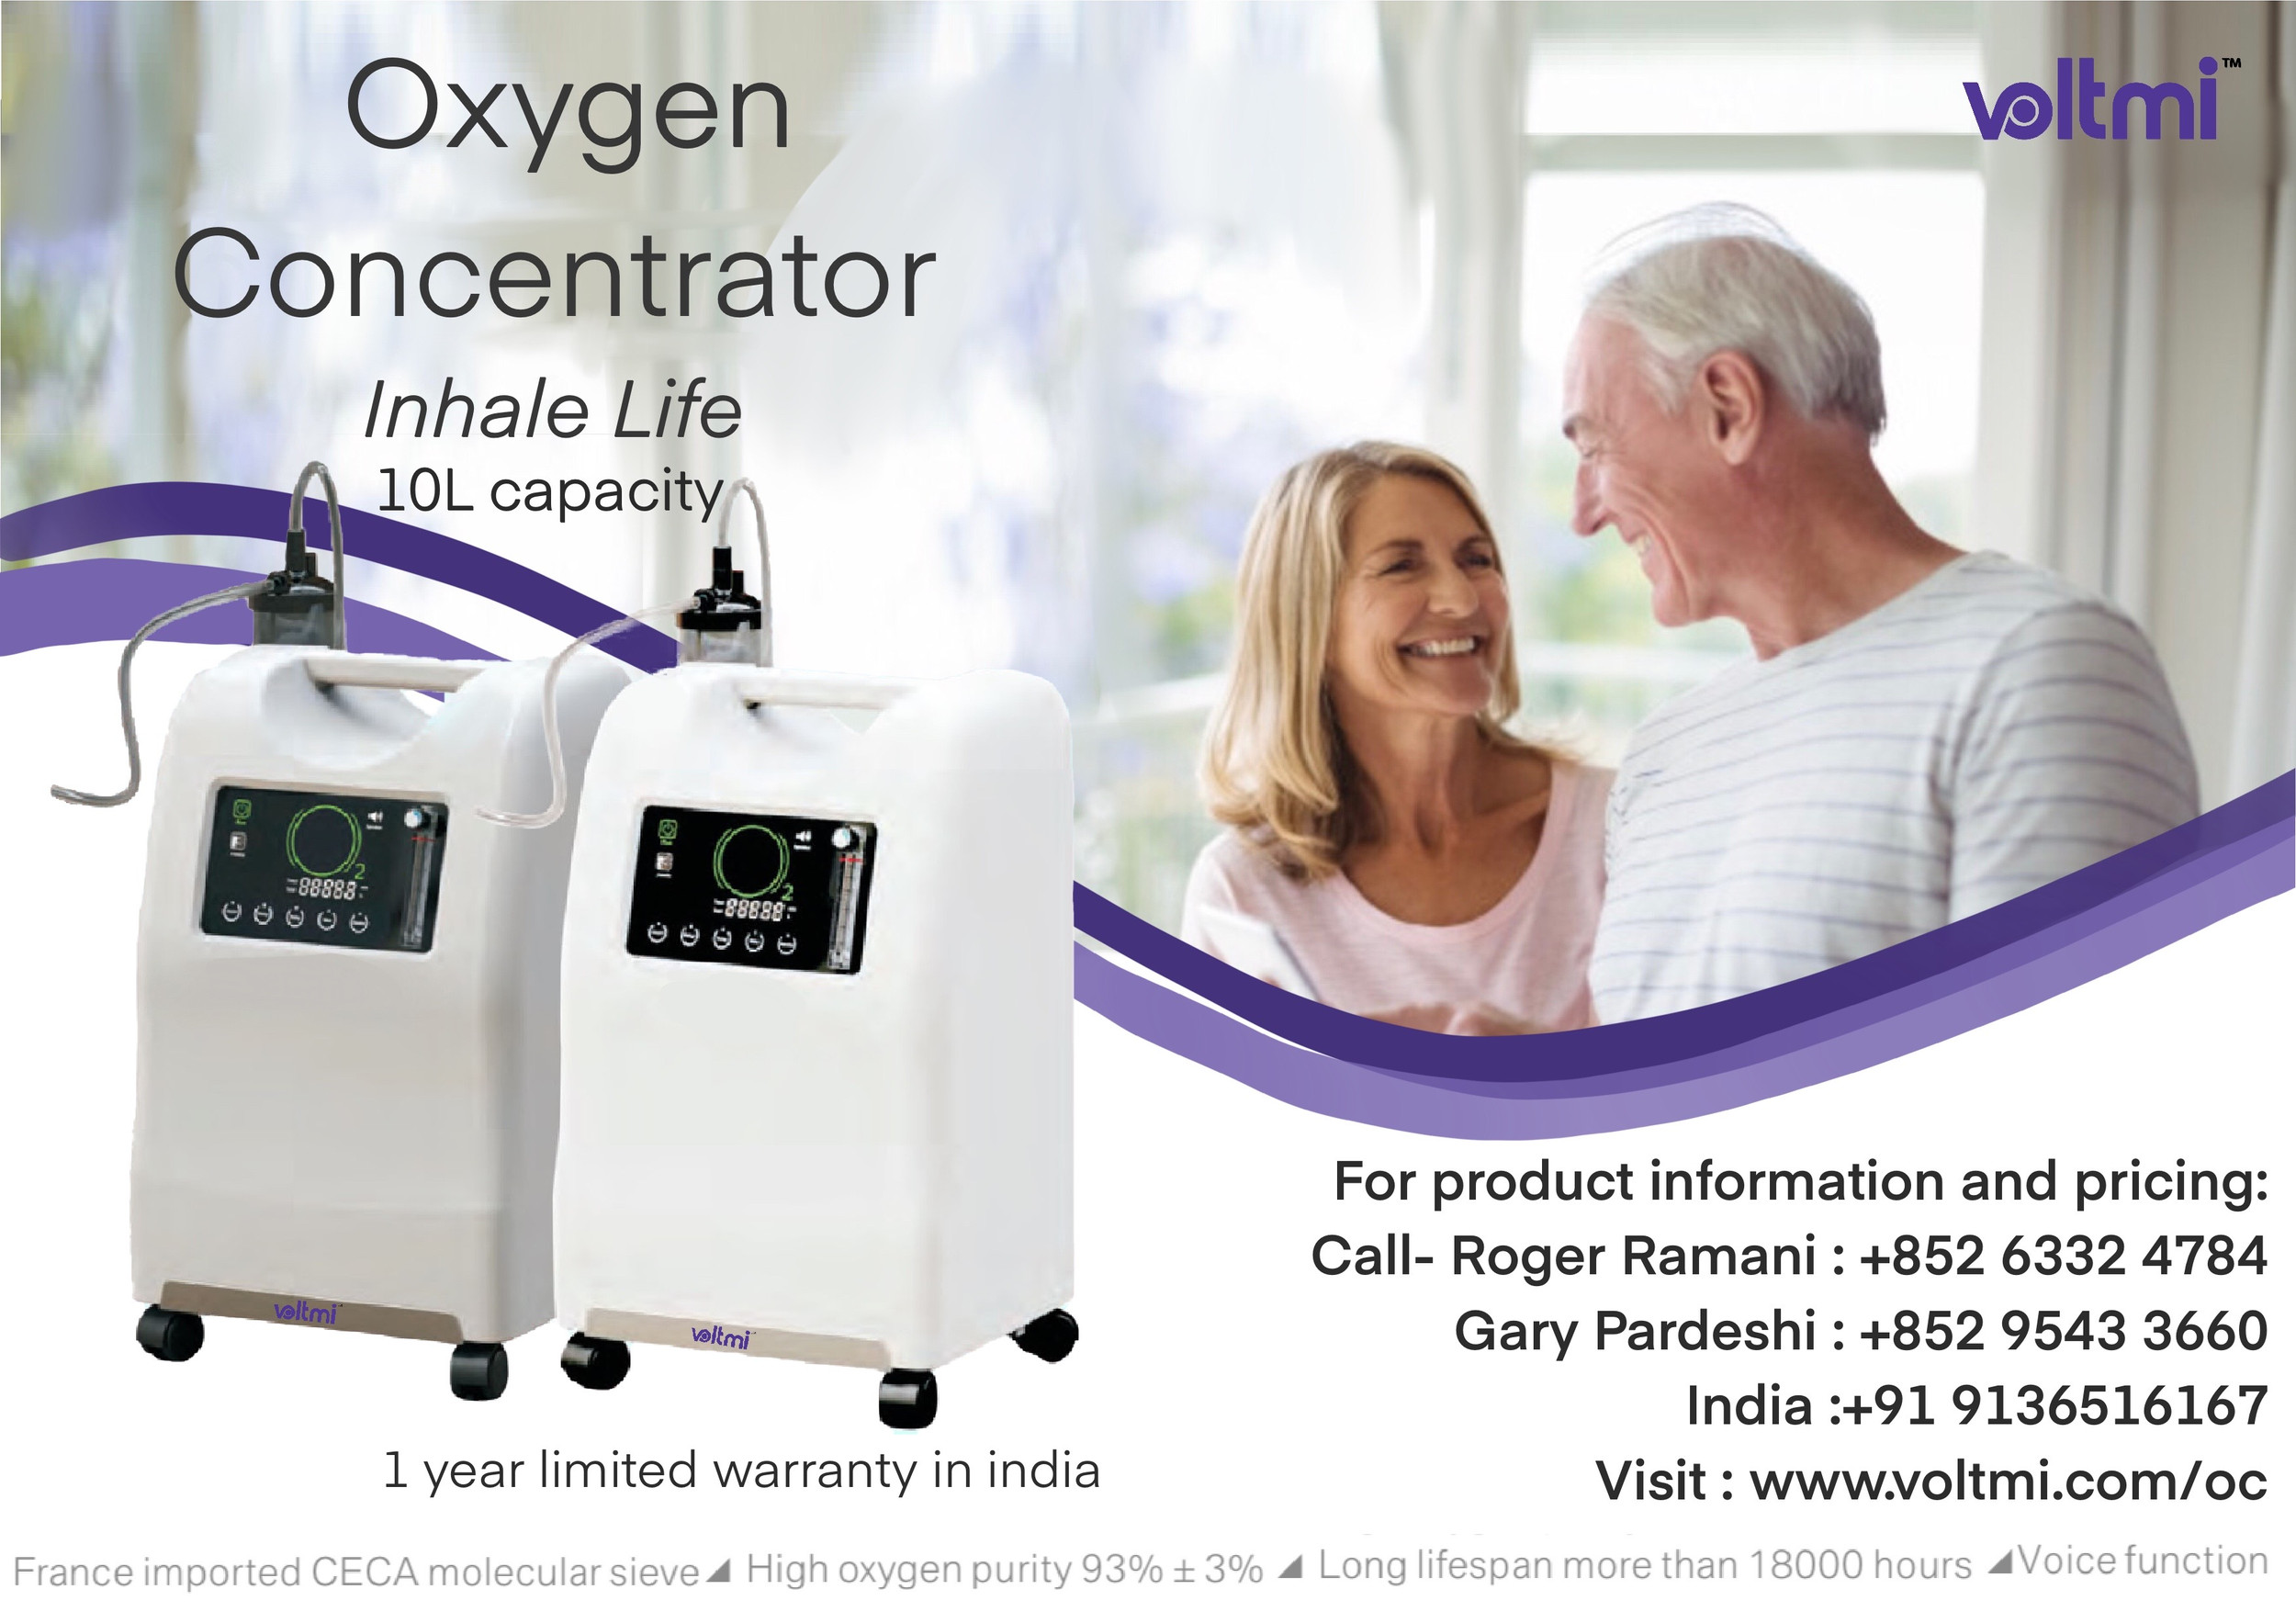 Oxygen
Concentrator
Inhale Life
10L capacity
voltmi™
For product information and pricing:
Call- Roger Ramani : +852 6332 4784
Gary Pardeshi : +852 9543 3660
India :+91 9136516167
Visit : www.voltmi.com/oc
voltmi
voltmi
1 year limited warranty in india
France imported CECA molecular sieve◢ High oxygen purity 93% ± 3% ◢ Long lifespan more than 18000 hours ◢Voice function